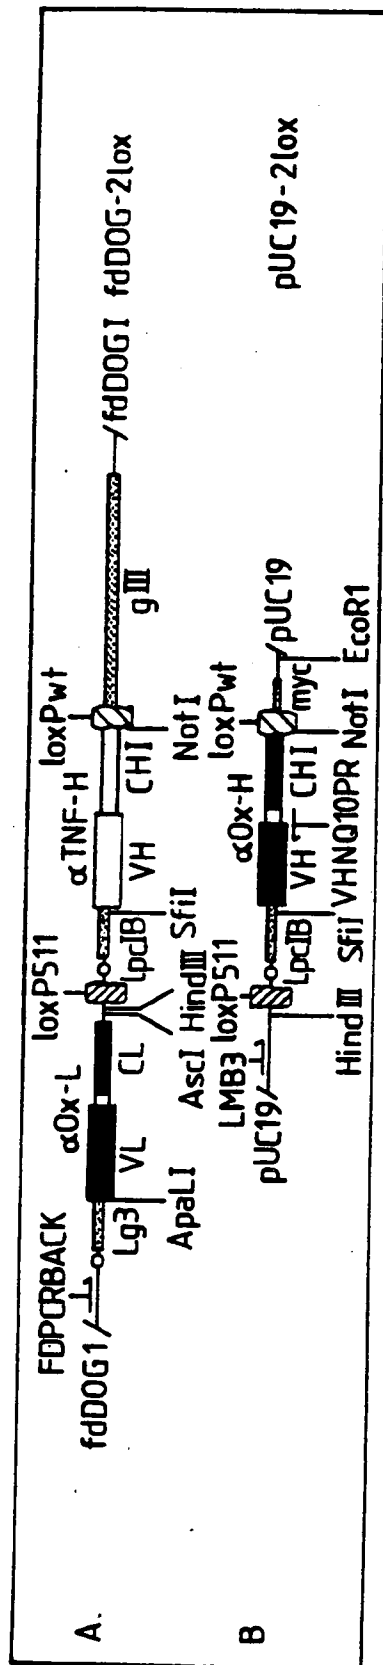 A.
FDPCRBACK
fdDOG1
αOx-L
loxP511
αTNF-H
loxPwt
Lg3
VL
CL
LpelB
VH
CHI
gIII
fdDOGI
fdDOG-2lox
ApaLI
AscI
HindIII
SfiI
NotI
B
LMB3
pUC19
loxP511
αOx-H
loxPwt
LpelB
VH
CHI
myc
pUC19
pUC19-2lox
HindIII
SfiI
VHNQ10PR
NotI
EcoR1